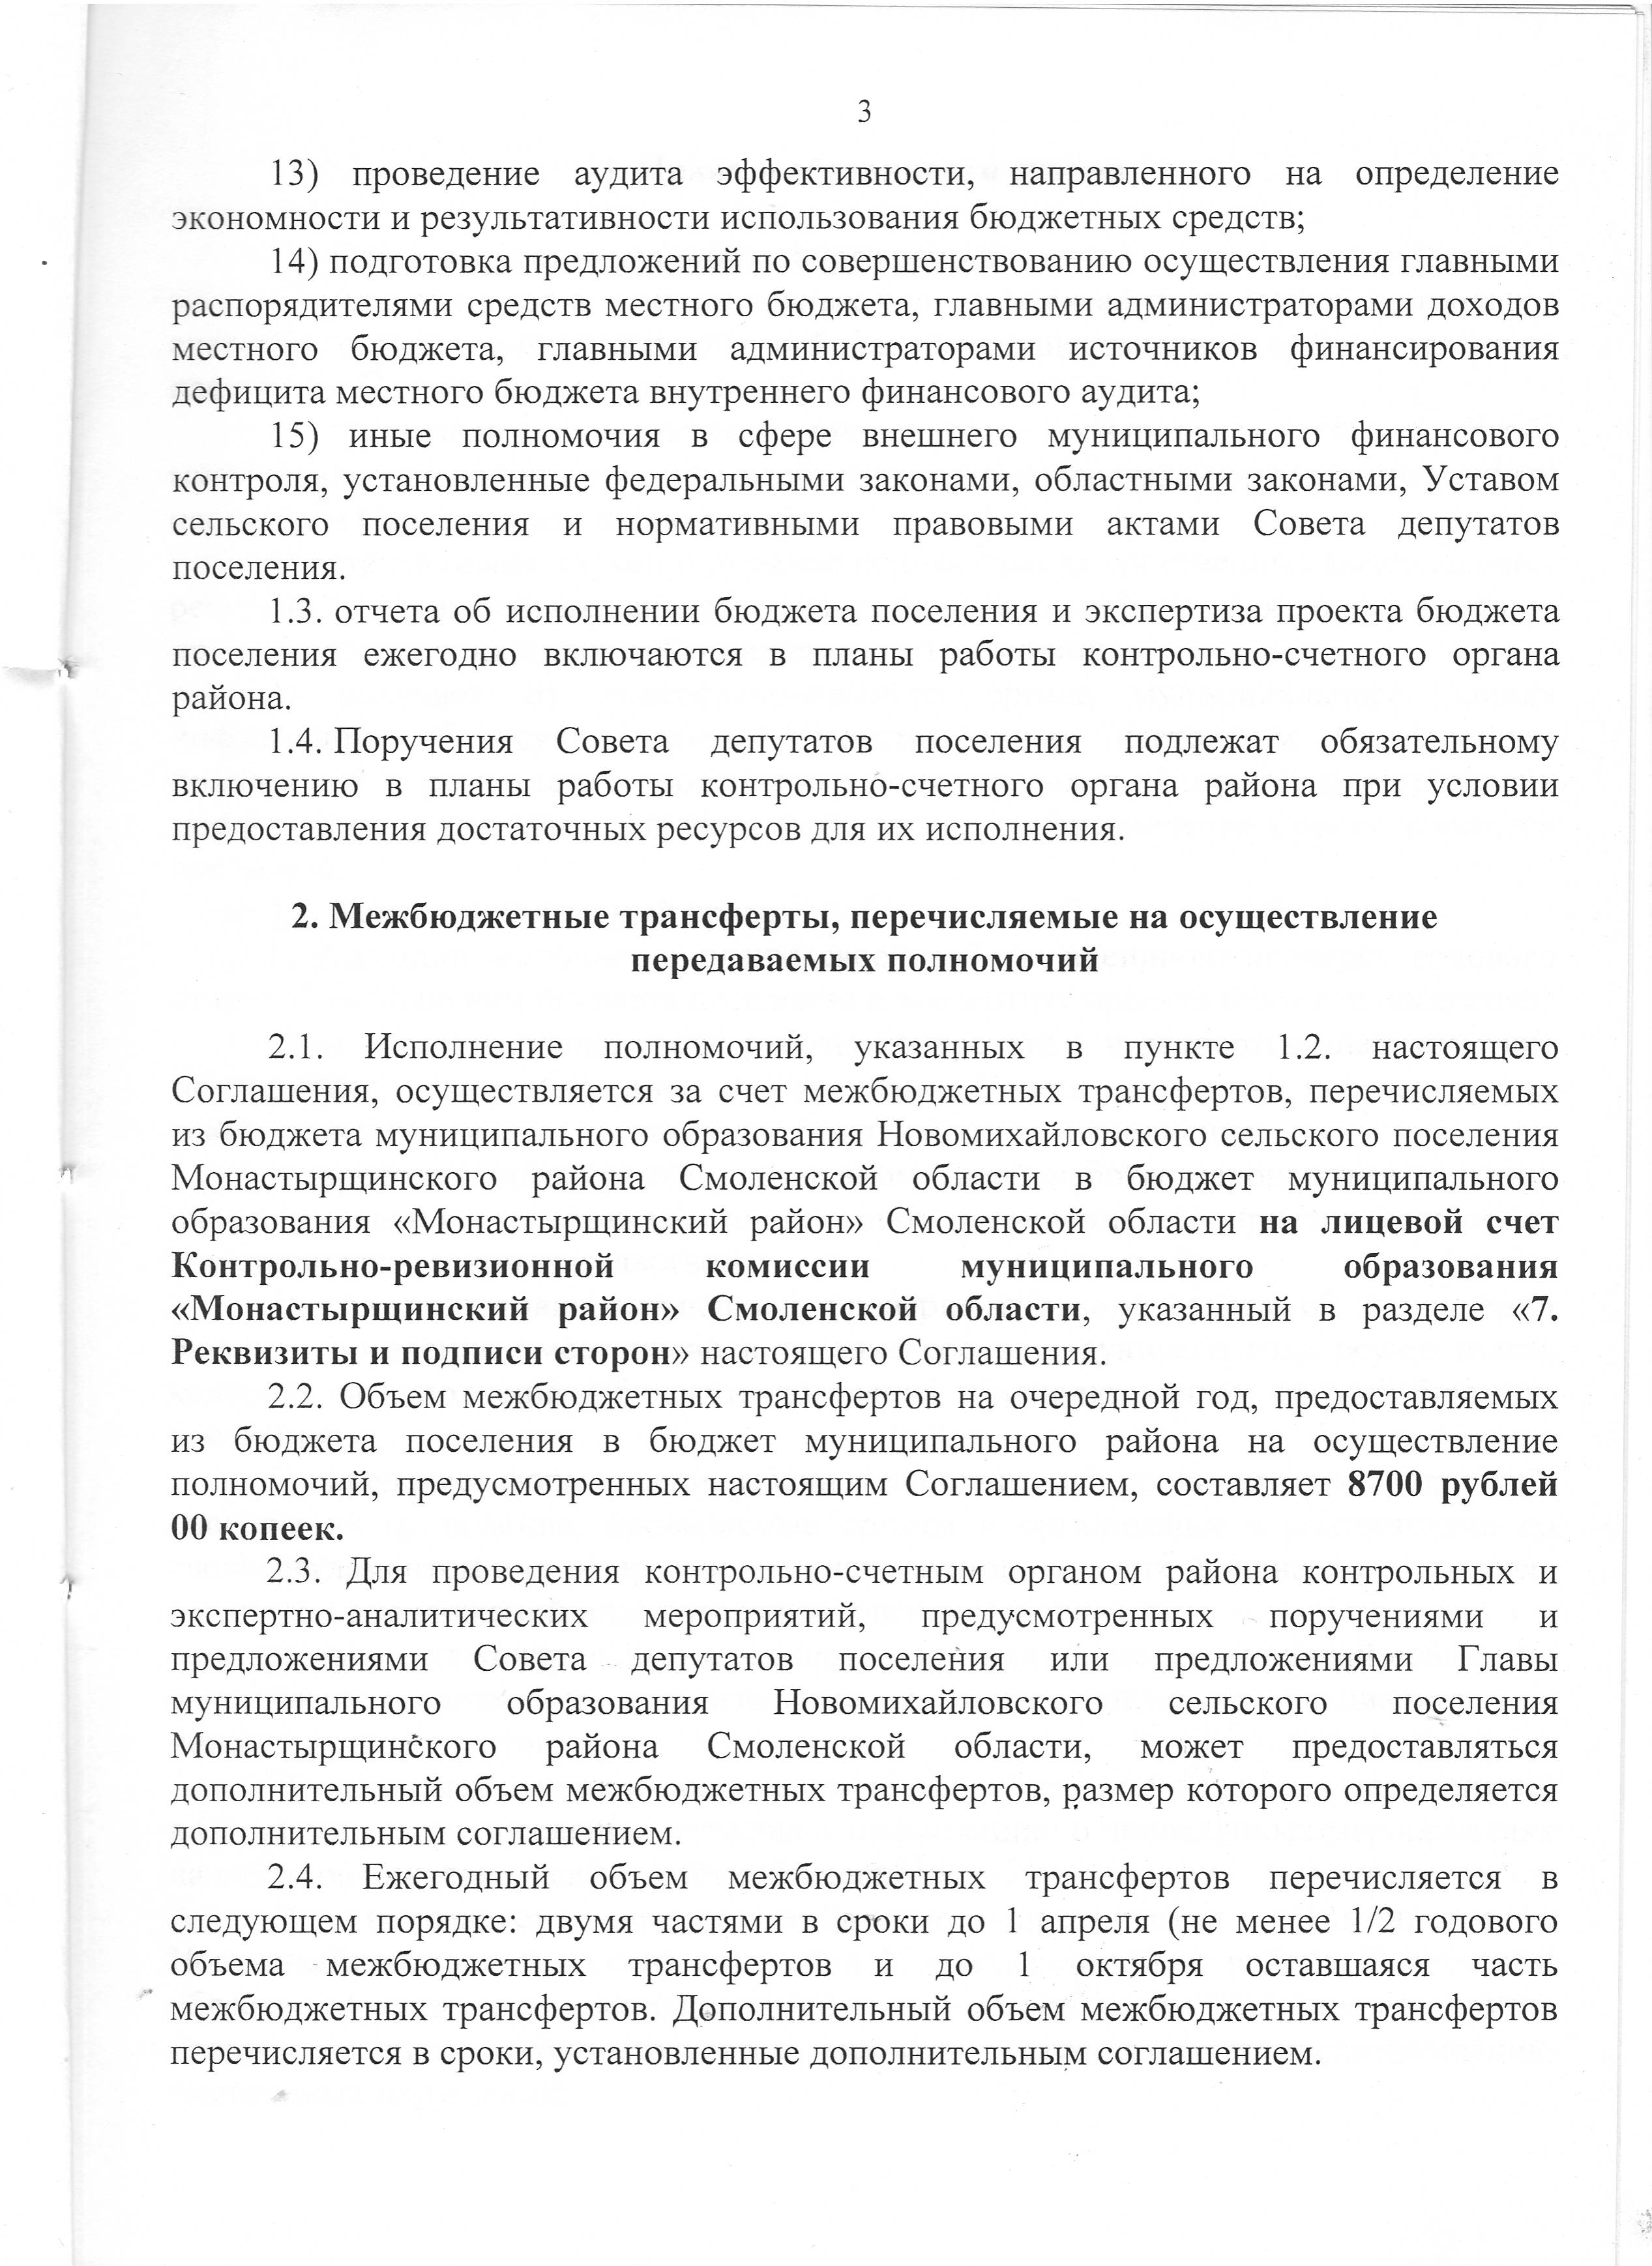 3
13) проведение аудита эффективности, направленного на определение
экономности и результативности использования бюджетных средств;
14) подготовка предложений по совершенствованию осуществления главными
распорядителями средств местного бюджета, главными администраторами доходов
местного бюджета, главными администраторами источников финансирования
дефицита местного бюджета внутреннего финансового аудита;
15) иные полномочия в сфере внешнего муниципального финансового
контроля, установленные федеральными законами, областными законами, Уставом
сельского поселения и нормативными правовыми актами Совета депутатов
поселения.
1.3. отчета об исполнении бюджета поселения и экспертиза проекта бюджета
поселения ежегодно включаются в планы работы контрольно-счетного органа
района.
1.4. Поручения Совета депутатов поселения подлежат обязательному
включению в планы работы контрольно-счетного органа района при условии
предоставления достаточных ресурсов для их исполнения.
2. Межбюджетные трансферты, перечисляемые на осуществление
передаваемых полномочий
2.1. Исполнение полномочий, указанных в пункте 1.2. настоящего
Соглашения, осуществляется за счет межбюджетных трансфертов, перечисляемых
из бюджета муниципального образования Новомихайловского сельского поселения
Монастырщинского района Смоленской области в бюджет муниципального
образования «Монастырщинский район» Смоленской области на лицевой счет
Контрольно-ревизионной комиссии муниципального образования
«Монастырщинский район» Смоленской области, указанный в разделе «7.
Реквизиты и подписи сторон» настоящего Соглашения.
2.2. Объем межбюджетных трансфертов на очередной год, предоставляемых
из бюджета поселения в бюджет муниципального района на осуществление
полномочий, предусмотренных настоящим Соглашением, составляет 8700 рублей
00 копеек.
2.3. Для проведения контрольно-счетным органом района контрольных и
экспертно-аналитических мероприятий, предусмотренных поручениями и
предложениями Совета депутатов поселения или предложениями Главы
муниципального образования Новомихайловского сельского поселения
Монастырщинского района Смоленской области, может предоставляться
дополнительный объем межбюджетных трансфертов, размер которого определяется
дополнительным соглашением.
2.4. Ежегодный объем межбюджетных трансфертов перечисляется в
следующем порядке: двумя частями в сроки до 1 апреля (не менее 1/2 годового
объема межбюджетных трансфертов и до 1 октября оставшаяся часть
межбюджетных трансфертов. Дополнительный объем межбюджетных трансфертов
перечисляется в сроки, установленные дополнительным соглашением.